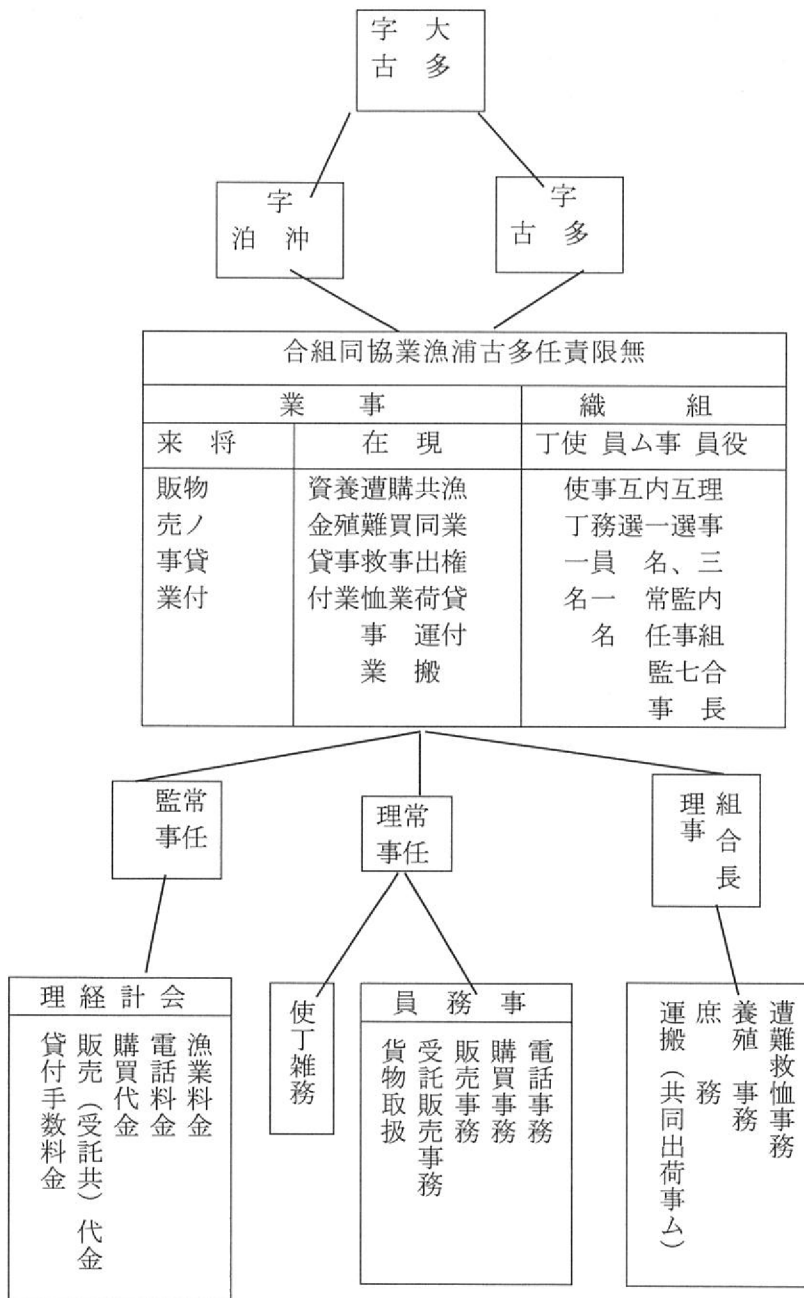 大字
多古
字
多古
字
沖泊
無限責任多古浦漁業協同組合
組織
事業
役員 事ム員 使丁
現在
将来
理事三内組合長
互選、監事七
内一名常任監事
互選
事務員一名
使丁一名
漁業権貸付
共同出荷運搬
購買事業
遭難救恤事業
養殖事業
資金貸付
物ノ貸付
販売事業
組合長
理事
常任
理事
常任
監事
遭難救恤事務
養殖 事務
庶 務
運搬（共同出荷事ム）
事務員
電話事務
購買事務
販売事務
受託販売事務
貨物取扱
使丁雑務
会計経理
漁業料金
電話料金
購買代金
販売（受託共）代金
貸付手数料金